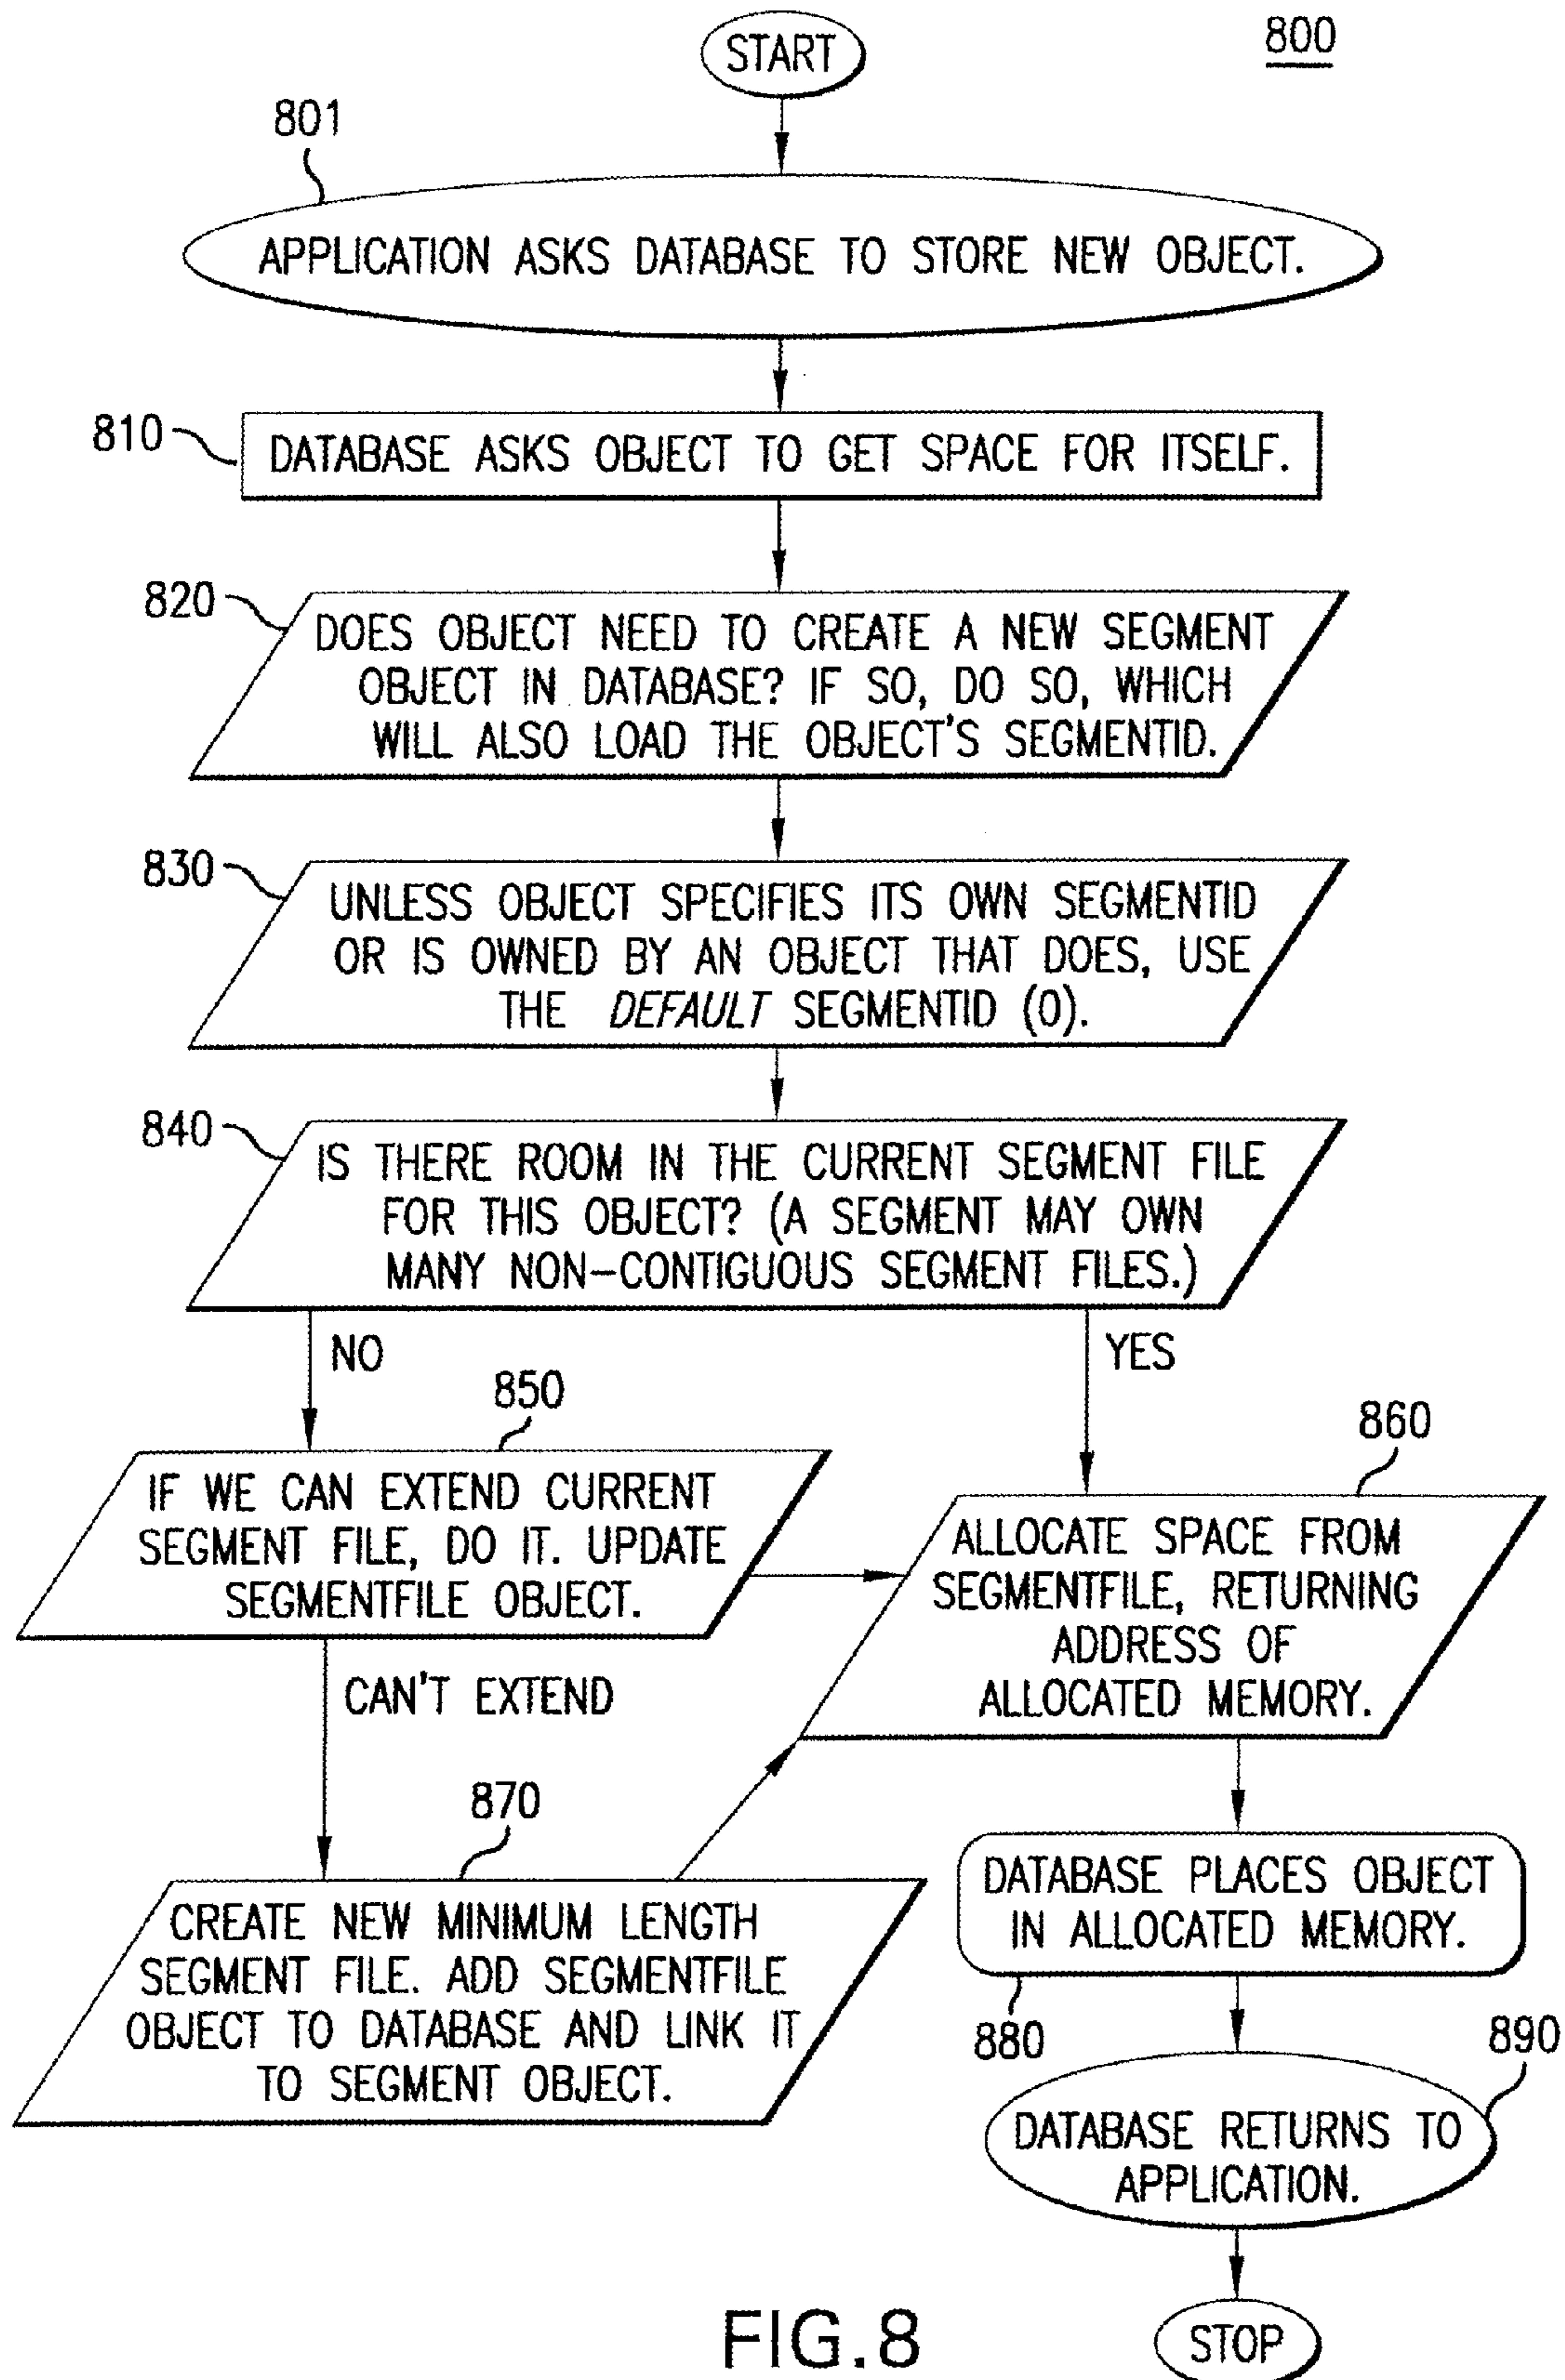 START
800
801
APPLICATION ASKS DATABASE TO STORE NEW OBJECT.
810
DATABASE ASKS OBJECT TO GET SPACE FOR ITSELF.
820
DOES OBJECT NEED TO CREATE A NEW SEGMENT
OBJECT IN DATABASE? IF SO, DO SO, WHICH
WILL ALSO LOAD THE OBJECT'S SEGMENTID.
830
UNLESS OBJECT SPECIFIES ITS OWN SEGMENTID
OR IS OWNED BY AN OBJECT THAT DOES, USE
THE DEFAULT SEGMENTID (0).
840
IS THERE ROOM IN THE CURRENT SEGMENT FILE
FOR THIS OBJECT? (A SEGMENT MAY OWN
MANY NON-CONTIGUOUS SEGMENT FILES.)
NO
YES
850
IF WE CAN EXTEND CURRENT
SEGMENT FILE, DO IT. UPDATE
SEGMENTFILE OBJECT.
860
ALLOCATE SPACE FROM
SEGMENTFILE, RETURNING
ADDRESS OF
ALLOCATED MEMORY.
CAN'T EXTEND
870
CREATE NEW MINIMUM LENGTH
SEGMENT FILE. ADD SEGMENTFILE
OBJECT TO DATABASE AND LINK IT
TO SEGMENT OBJECT.
DATABASE PLACES OBJECT
IN ALLOCATED MEMORY.
880
890
DATABASE RETURNS TO
APPLICATION.
STOP
FIG.8